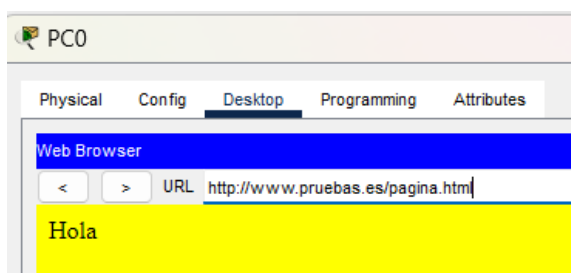 PC0
Physical Config Desktop Programming Attributes
Web Browser
< > URL http://www.pruebas.es/pagina.html
Hola